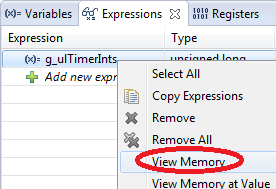 (x)= Variables
Expressions
Registers
Expression
Type
(x)= g_ulTimerInts
unsigned long
Add new expr
Select All
Copy Expressions
Remove
Remove All
View Memory
View Memory at Value